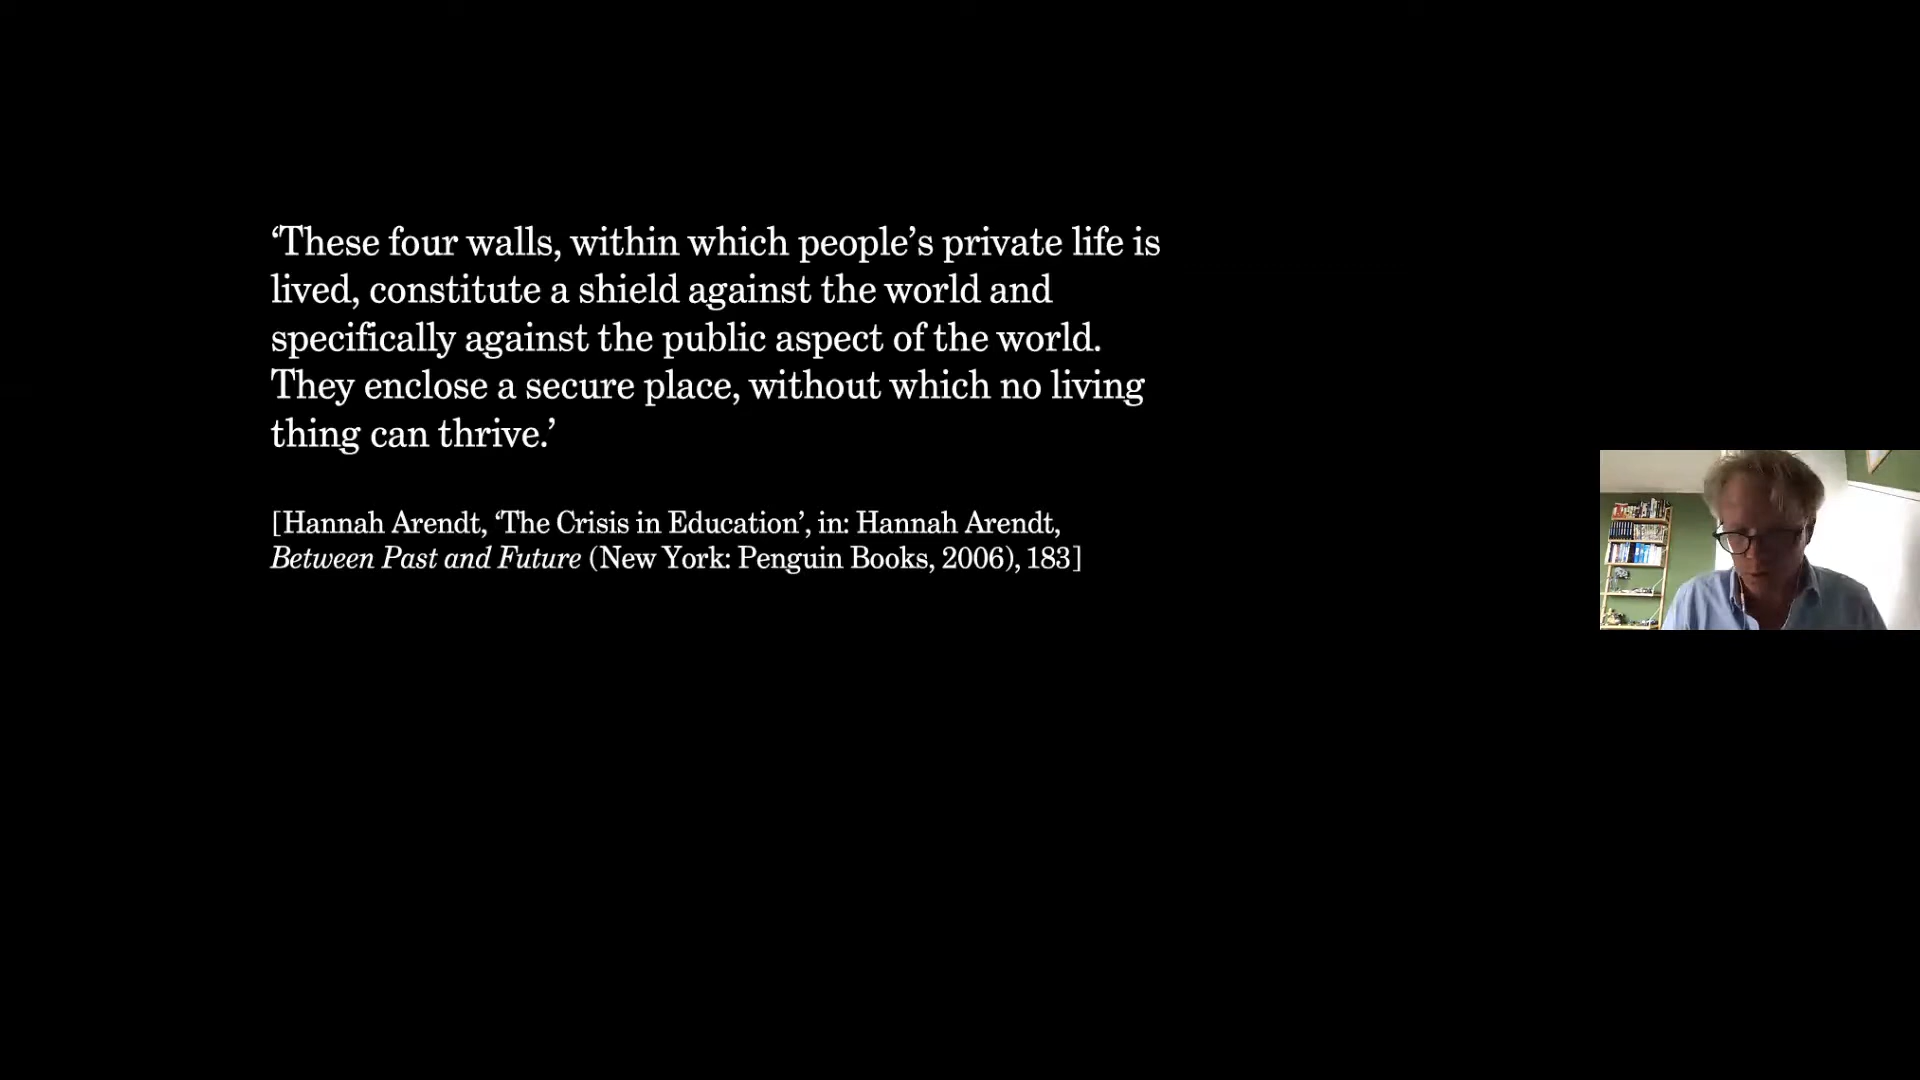 ‘These four walls, within which people’s private life is
lived, constitute a shield against the world and
specifically against the public aspect of the world.
They enclose a secure place, without which no living
thing can thrive.’
[Hannah Arendt, ‘The Crisis in Education’, in: Hannah Arendt,
Between Past and Future (New York: Penguin Books, 2006), 183]